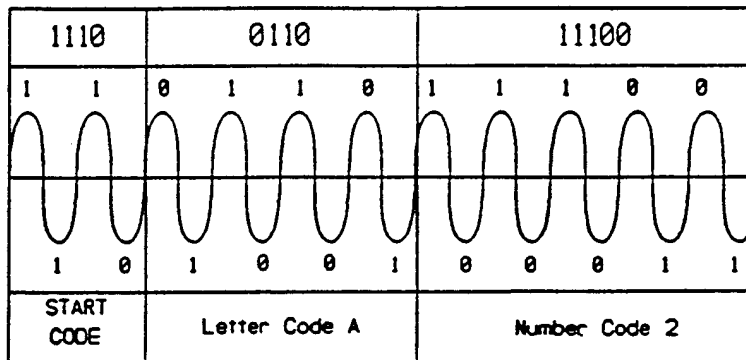 1110 0110 11100
1 1 0 1 1 0 1 1 1 0 0
1 0 1 0 0 1 0 0 0 1 1
START
CODE
Letter Code A
Number Code 2